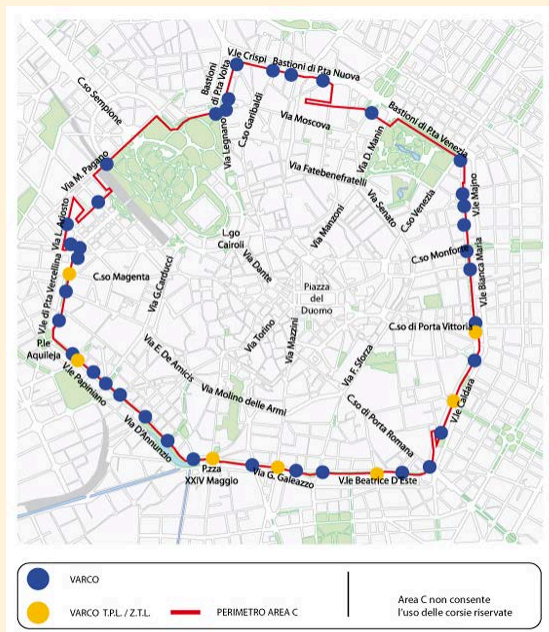 V.le Crispi
Bastioni di P.ta Nuova
Bastioni
di P.ta Volta
C.so Sempione
Via Legnano
C.so Garibaldi
Via Moscova
Via D. Manin
Bastioni di P.ta Venezia
Via M. Pagano
Via Fatebenefratelli
Via Senato
C.so Venezia
V.le Majno
Via L. Ariosto
L.go
Cairoli
Via Manzoni
C.so Monforte
V.le Bianca Maria
V.le di P.ta Vercellina
C.so Magenta
Via G.Carducci
Via Dante
Piazza
del
Duomo
C.so di Porta Vittoria
P.le
Aquileja
Via Torino
Via Mazzini
Via E. De Amicis
Via F. Sforza
V.le Papiniano
Via Molino delle Armi
V.le Caldara
C.so di Porta Romana
Via D'Annunzio
P.zza
XXIV Maggio
Via G. Galeazzo
V.le Beatrice D'Este
VARCO
VARCO T.P.L. / Z.T.L.
PERIMETRO AREA C
Area C non consente
l'uso delle corsie riservate